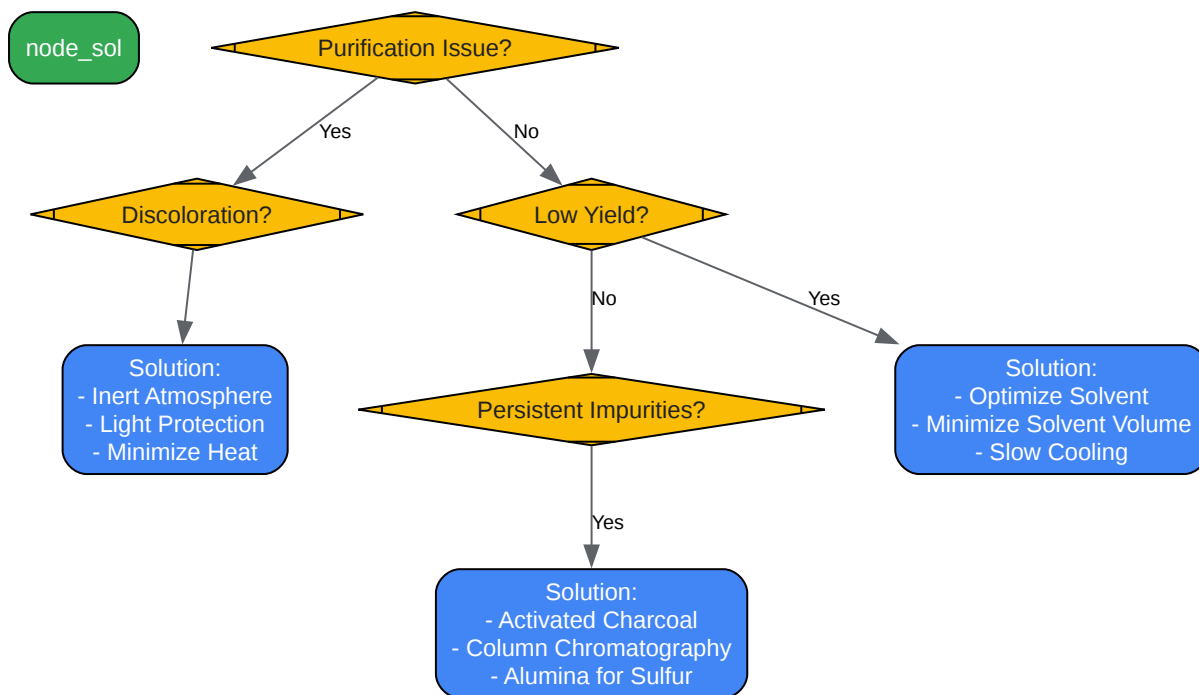 node_sol
Purification Issue?
Yes
No
Discoloration?
Low Yield?
No
Yes
Solution:
- Inert Atmosphere
- Light Protection
- Minimize Heat
Persistent Impurities?
Solution:
- Optimize Solvent
- Minimize Solvent Volume
- Slow Cooling
Yes
Solution:
- Activated Charcoal
- Column Chromatography
- Alumina for Sulfur